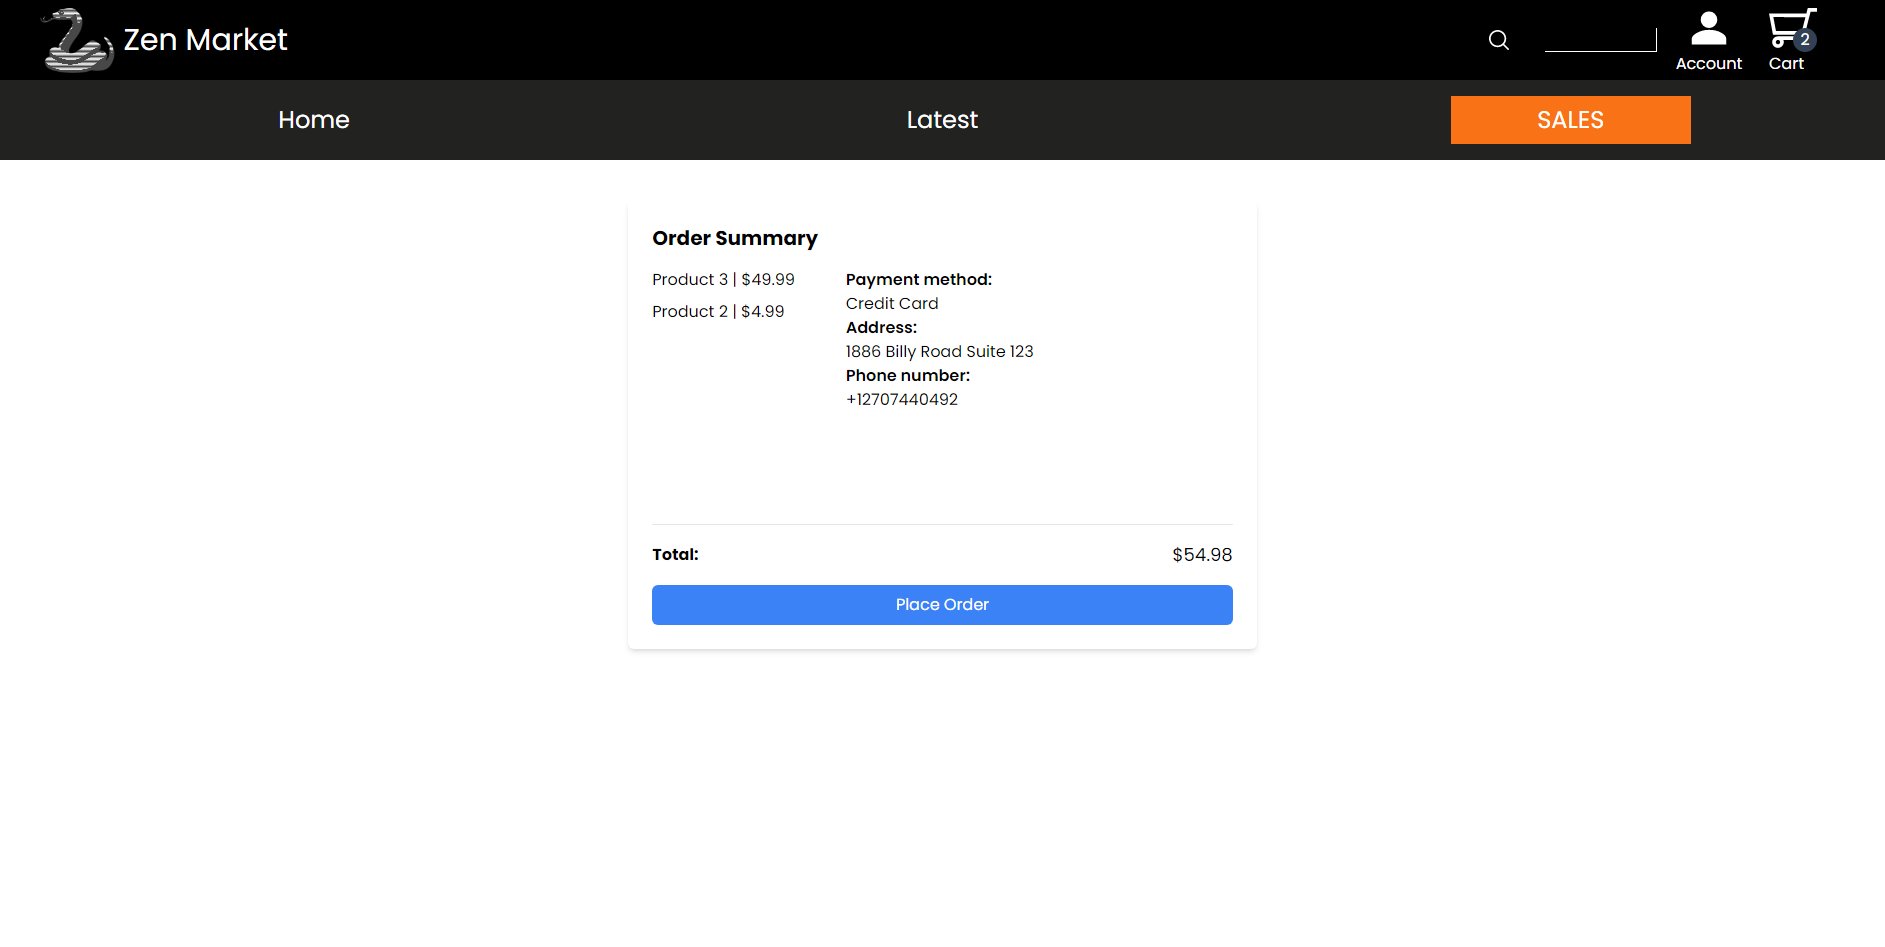 Zen Market
Account
2
Cart
Home
Latest
SALES
Order Summary
Product 3 | $49.99
Product 2 | $4.99
Payment method:
Credit Card
Address:
1886 Billy Road Suite 123
Phone number:
+12707440492
Total:
$54.98
Place Order